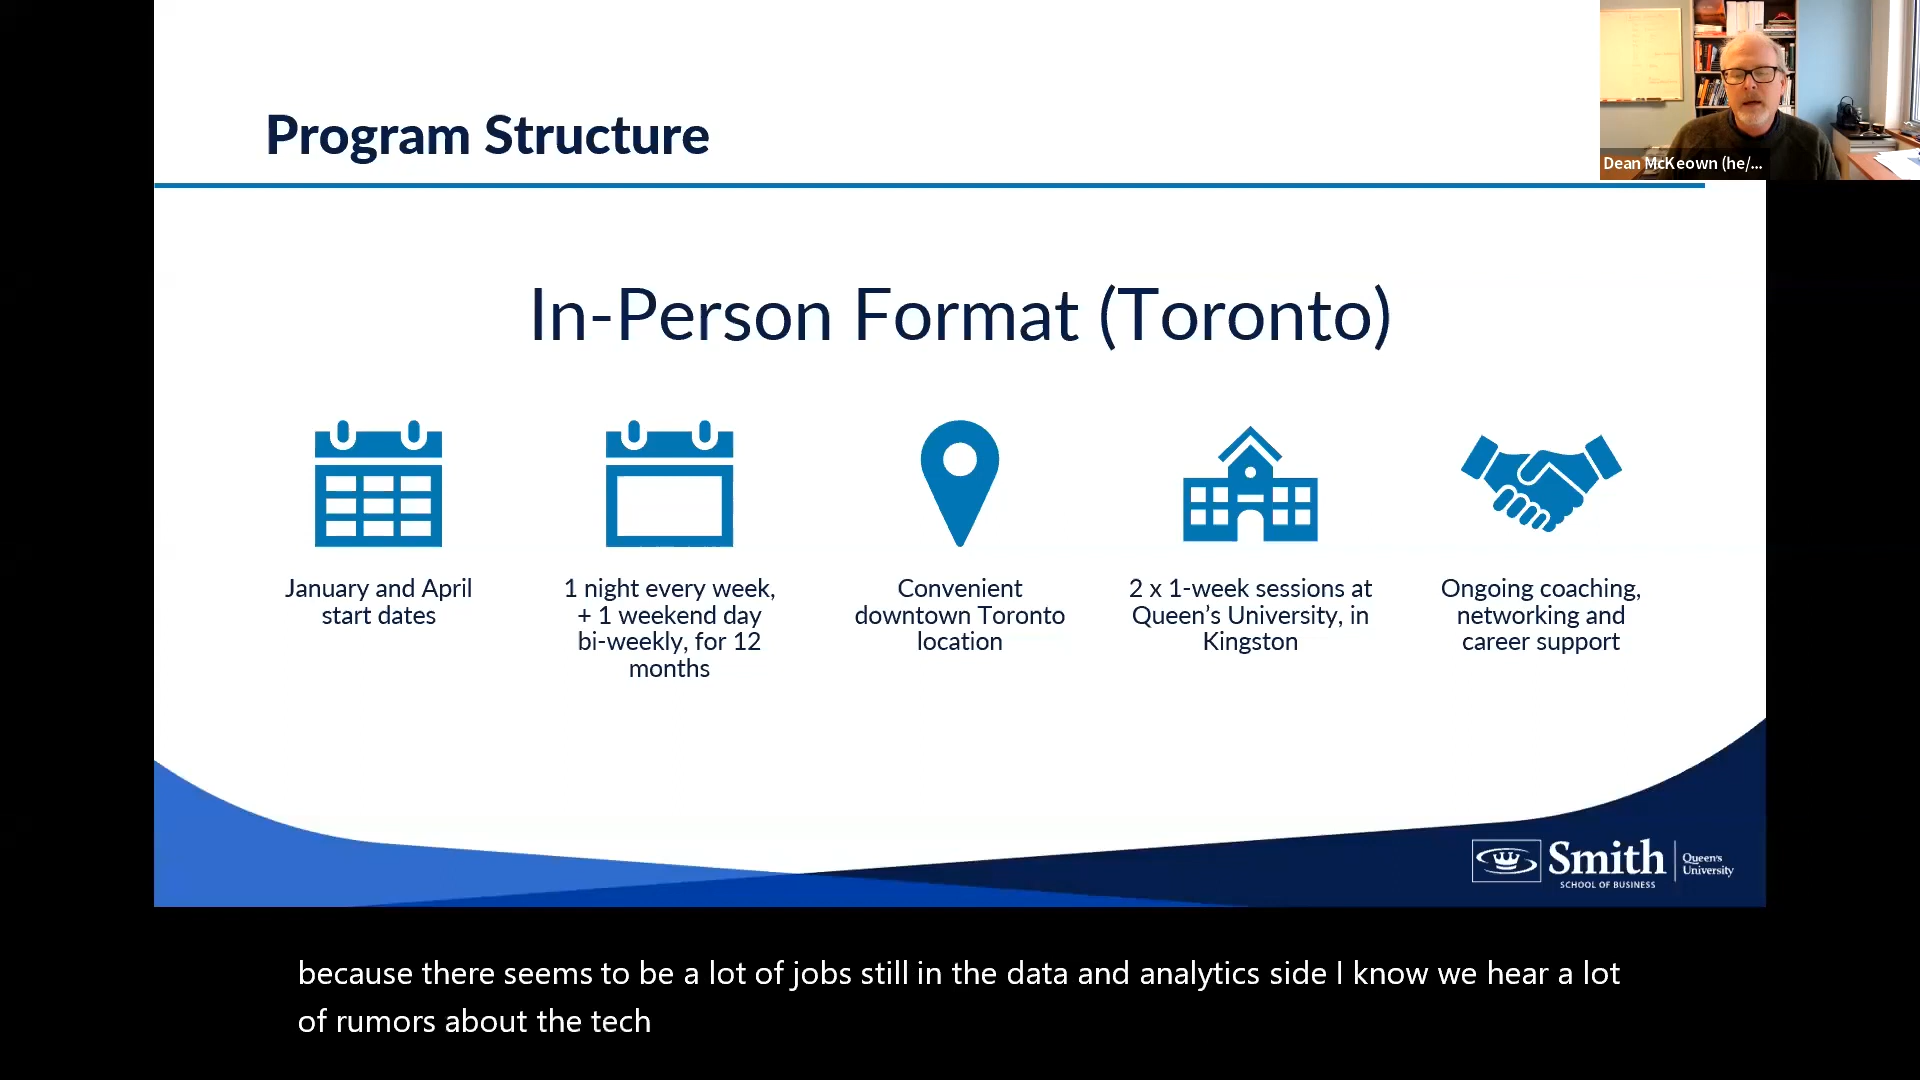 Program Structure
Dean McKeown (he/...
In-Person Format (Toronto)
January and April
start dates
1 night every week,
+ 1 weekend day
bi-weekly, for 12
months
Convenient
downtown Toronto
location
2 x 1-week sessions at
Queen’s University, in
Kingston
Ongoing coaching,
networking and
career support
Smith
SCHOOL OF BUSINESS
Queen's
University
because there seems to be a lot of jobs still in the data and analytics side I know we hear a lot
of rumors about the tech